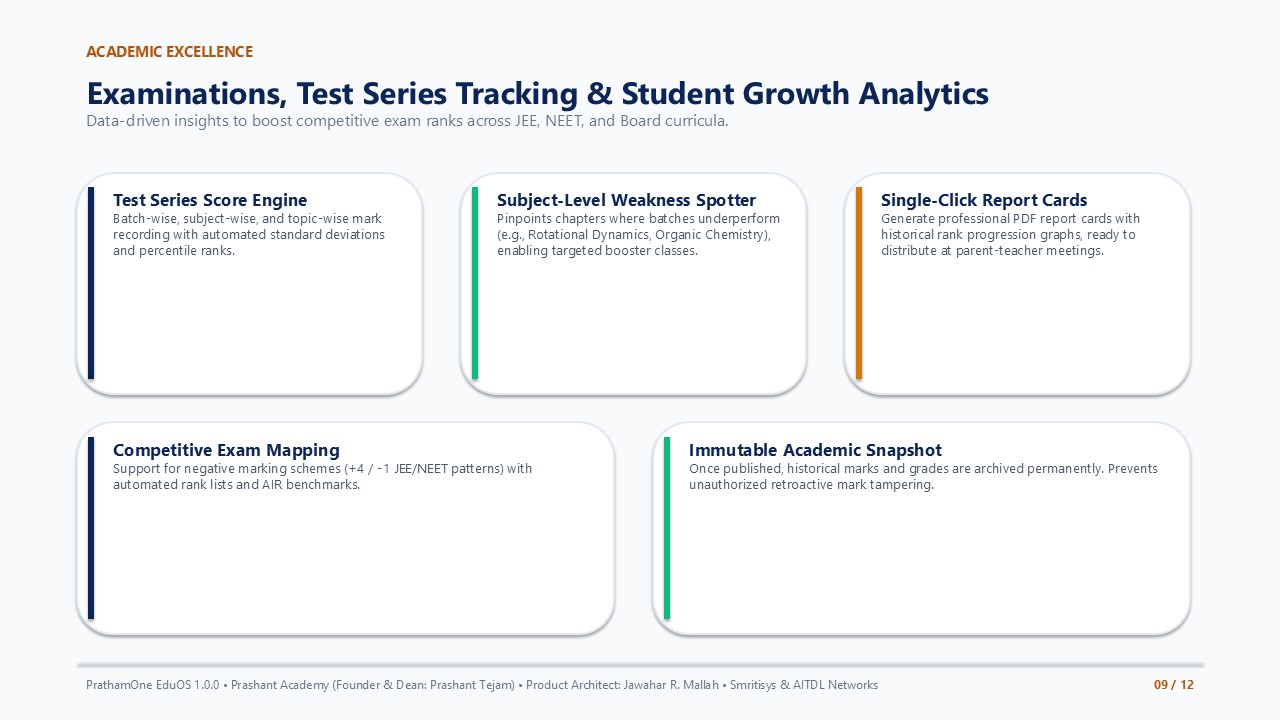 ACADEMIC EXCELLENCE
Examinations, Test Series Tracking & Student Growth Analytics
Data-driven insights to boost competitive exam ranks across JEE, NEET, and Board curricula.
Test Series Score Engine
Batch-wise, subject-wise, and topic-wise mark
recording with automated standard deviations
and percentile ranks.
Subject-Level Weakness Spotter
Pinpoints chapters where batches underperform
(e.g., Rotational Dynamics, Organic Chemistry),
enabling targeted booster classes.
Single-Click Report Cards
Generate professional PDF report cards with
historical rank progression graphs, ready to
distribute at parent-teacher meetings.
Competitive Exam Mapping
Support for negative marking schemes (+4 / -1 JEE/NEET patterns) with
automated rank lists and AIR benchmarks.
Immutable Academic Snapshot
Once published, historical marks and grades are archived permanently. Prevents
unauthorized retroactive mark tampering.
PrathamOne EduOS 1.0.0 • Prashant Academy (Founder & Dean: Prashant Tejam) • Product Architect: Jawahar R. Mallah • Smritisys & AITDL Networks
09 / 12